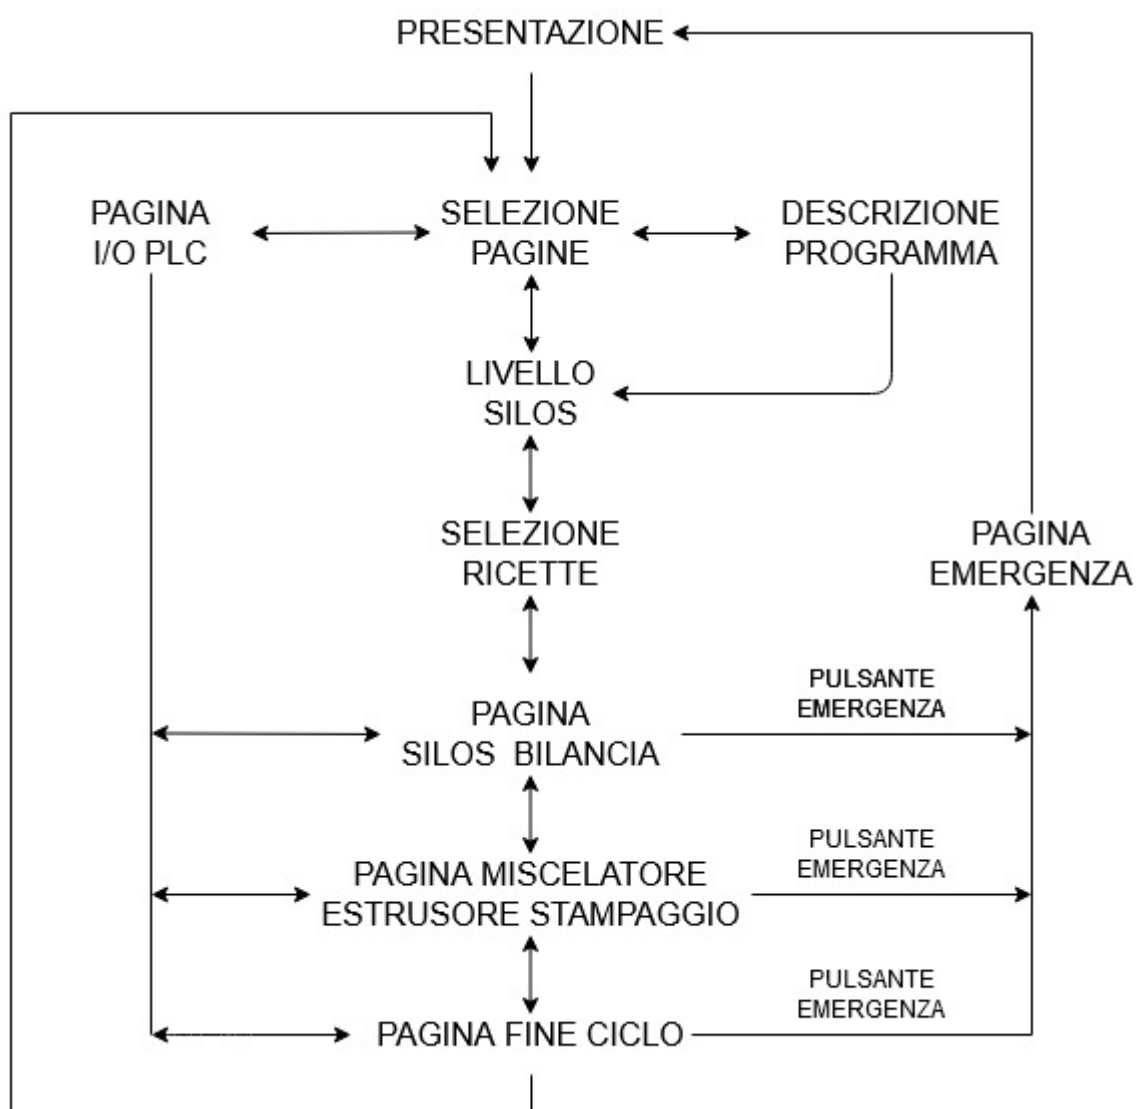 PRESENTAZIONE
PAGINA
I/O PLC
SELEZIONE
PAGINE
DESCRIZIONE
PROGRAMMA
LIVELLO
SILOS
SELEZIONE
RICETTE
PAGINA
EMERGENZA
PAGINA
SILOS BILANCIA
PULSANTE
EMERGENZA
PAGINA MISCELATORE
ESTRUSORE STAMPAGGIO
PULSANTE
EMERGENZA
PAGINA FINE CICLO
PULSANTE
EMERGENZA